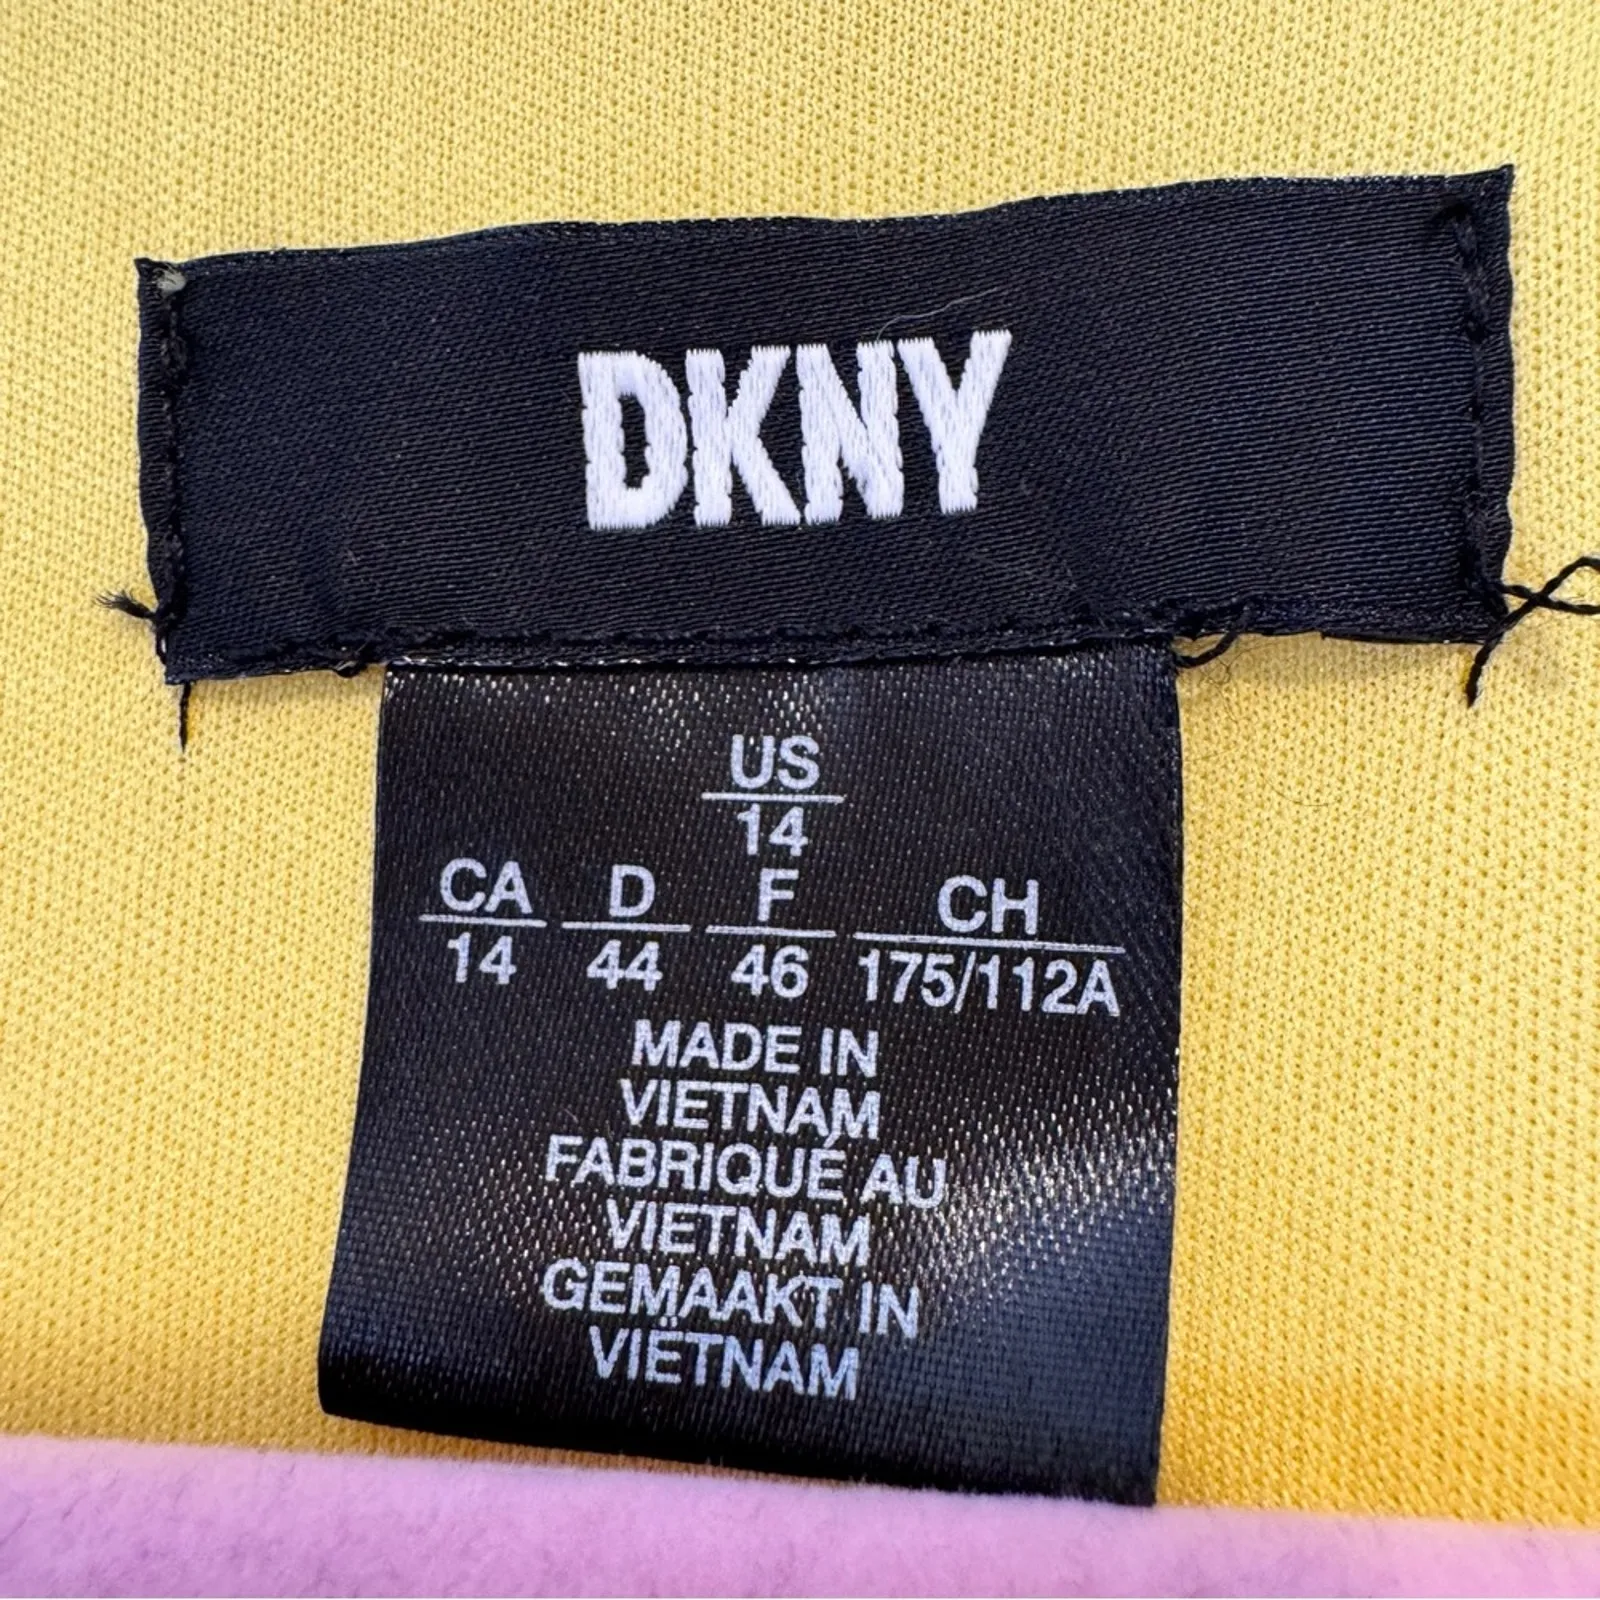 DKNY
US
14
CA D F CH
14 44 46 175/112A
MADE IN
VIETNAM
FABRIQUÉ AU
VIETNAM
GEMAAKT IN
VIËTNAM